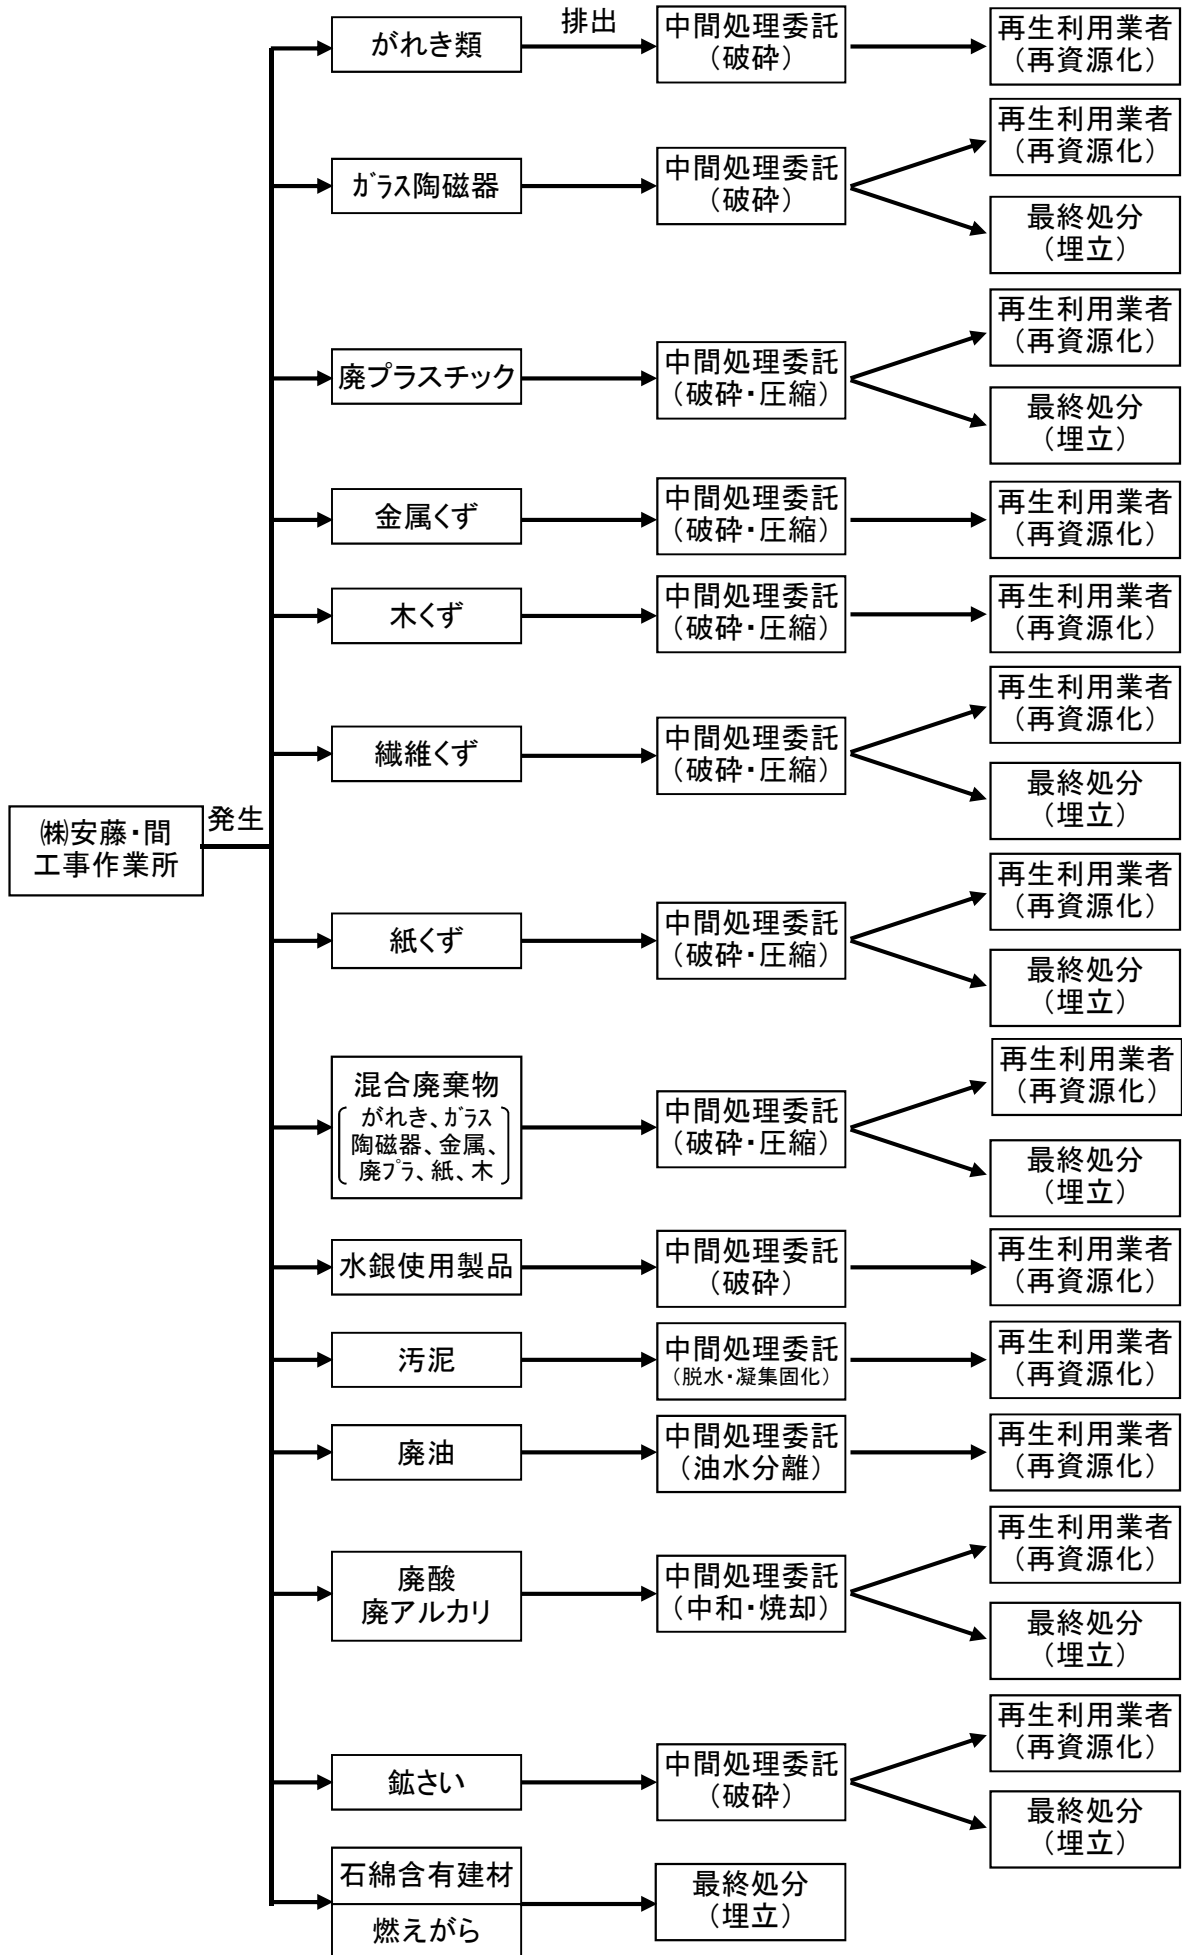 がれき類
排出
中間処理委託
（破砕）
再生利用業者
（再資源化）
ｶﾞﾗｽ陶磁器
中間処理委託
（破砕）
再生利用業者
（再資源化）
最終処分
（埋立）
廃プラスチック
中間処理委託
（破砕・圧縮）
再生利用業者
（再資源化）
最終処分
（埋立）
金属くず
中間処理委託
（破砕・圧縮）
再生利用業者
（再資源化）
木くず
中間処理委託
（破砕・圧縮）
再生利用業者
（再資源化）
繊維くず
中間処理委託
（破砕・圧縮）
再生利用業者
（再資源化）
最終処分
（埋立）
㈱安藤・間
工事作業所
発生
紙くず
中間処理委託
（破砕・圧縮）
再生利用業者
（再資源化）
最終処分
（埋立）
混合廃棄物
がれき、ｶﾞﾗｽ
陶磁器、金属、
廃ﾌﾟﾗ、紙、木
中間処理委託
（破砕・圧縮）
再生利用業者
（再資源化）
最終処分
（埋立）
水銀使用製品
中間処理委託
（破砕）
再生利用業者
（再資源化）
汚泥
中間処理委託
（脱水・凝集固化）
再生利用業者
（再資源化）
廃油
中間処理委託
（油水分離）
再生利用業者
（再資源化）
廃酸
廃アルカリ
中間処理委託
（中和・焼却）
再生利用業者
（再資源化）
最終処分
（埋立）
鉱さい
中間処理委託
（破砕）
再生利用業者
（再資源化）
最終処分
（埋立）
石綿含有建材
燃えがら
最終処分
（埋立）